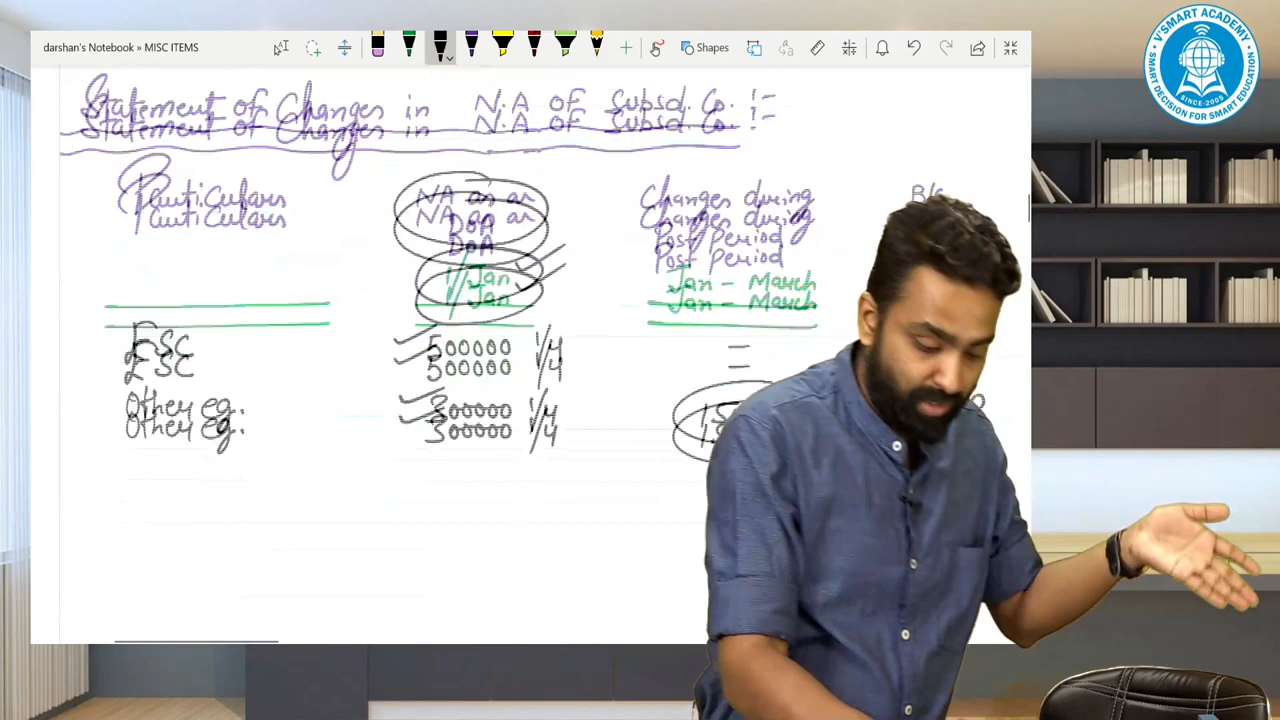 darshan's Notebook » MISC ITEMS
Shapes
V'SMART ACADEMY
SMART DECISION FOR SMART EDUCATION
SINCE-2005
Statement of Changes in N.A OF Subsd. Co. :-
Particulars
NA as at
DOA
1/Jan
Changes during
Post Period
Jan - March
B/S
ESC 500000 1/4 =
Other eq. 300000 1/4